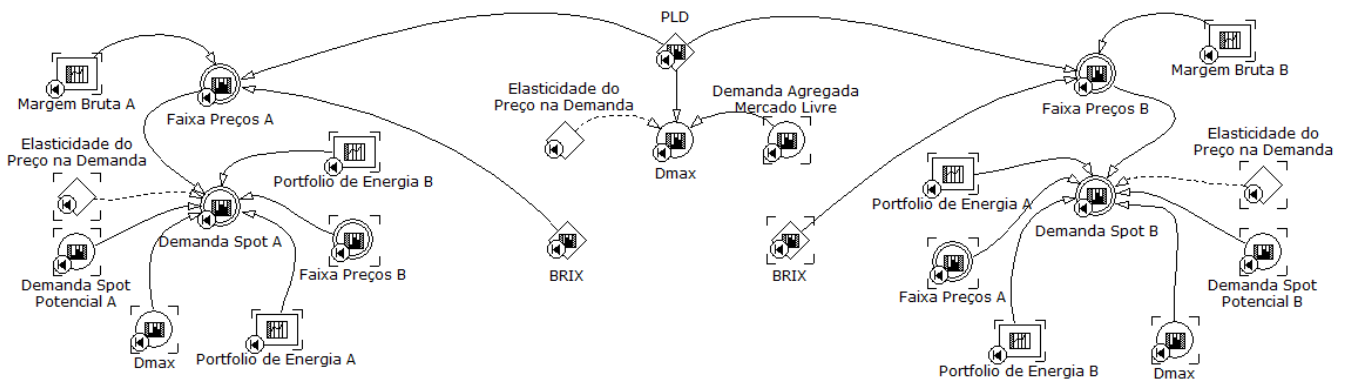 PLD
Margem Bruta A
Margem Bruta B
Faixa Preços A
Elasticidade do
Preço na Demanda
Demanda Agregada
Mercado Livre
Faixa Preços B
Elasticidade do
Preço na Demanda
Elasticidade do
Preço na Demanda
Portfolio de Energia B
Dmax
Portfolio de Energia A
Demanda Spot A
Demanda Spot B
Faixa Preços B
BRIX
BRIX
Faixa Preços A
Demanda Spot
Potencial A
Demanda Spot
Potencial B
Dmax
Portfolio de Energia A
Portfolio de Energia B
Dmax